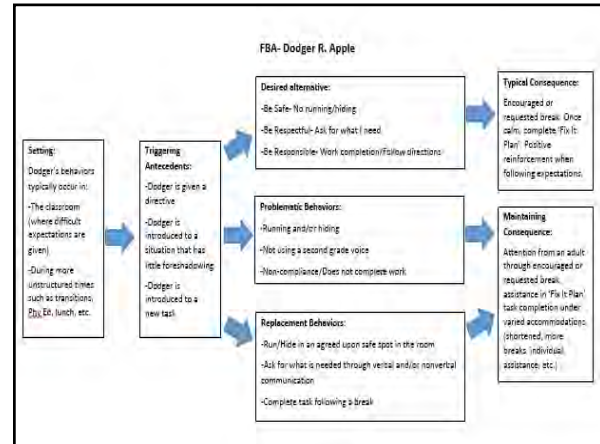 FBA- Dodger R. Apple
Setting:
Dodger's behaviors
typically occur in:
-The classroom
(where difficult
expectations are
given)
-During more
unstructured times
such as transitions,
Phy Ed, lunch, etc.
Triggering
Antecedents:
-Dodger is given a
directive
-Dodger is
introduced to a
situation that has
little foreshadowing
-Dodger is
introduced to a
new task
Desired alternative:
-Be Safe- No running/hiding
-Be Respectful- Ask for what I need
-Be Responsible- Work completion/Follow directions
Problematic Behaviors:
-Running and/or hiding
-Not using a second grade voice
-Non-compliance/Does not complete work
Replacement Behaviors:
-Run/Hide in an agreed upon safe spot in the room
-Ask for what is needed through verbal and/or nonverbal
communication
-Complete task following a break
Typical Consequence:
Encouraged or
requested break. Once
calm, complete 'Fix It
Plan' Positive
reinforcement when
following expectations.
Maintaining
Consequence:
Attention from an adult
through encouraged or
requested break,
assistance in 'Fix It Plan'
task completion under
varied accommodations
(shortened, more
breaks, individual
assistance, etc.)